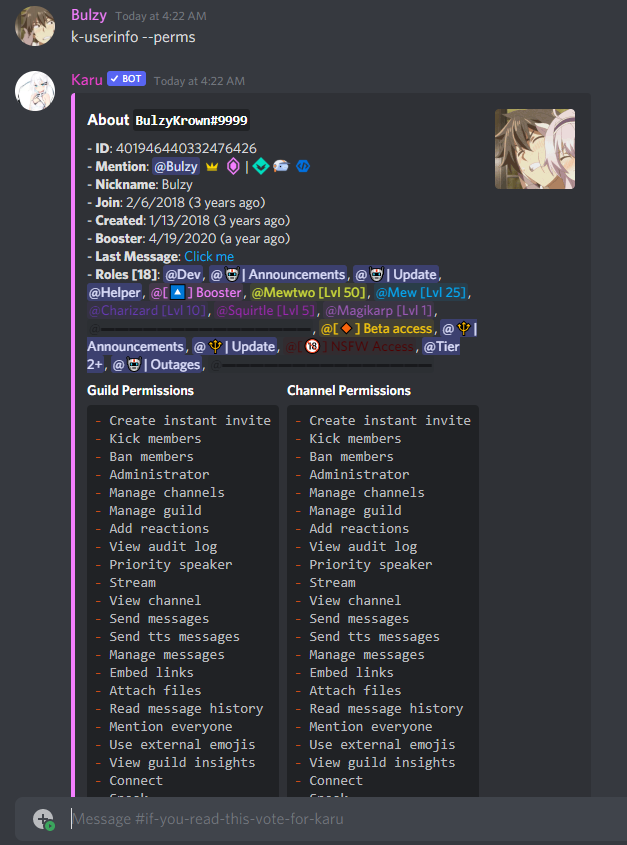 Bulzy Today at 4:22 AM
k-userinfo --perms
Karu BOT Today at 4:22 AM
About BulzyKrown#9999
- ID: 401946440332476426
- Mention: @Bulzy |
- Nickname: Bulzy
- Join: 2/6/2018 (3 years ago)
- Created: 1/13/2018 (3 years ago)
- Booster: 4/19/2020 (a year ago)
- Last Message: Click me
- Roles [18]: @Dev, @ | Announcements, @ | Update,
@Helper, @[ ] Booster, @Mewtwo [Lvl 50], @Mew [Lvl 25],
@Charizard [Lvl 10], @Squirtle [Lvl 5], @Magikarp [Lvl 1],
@――――――――――――, @[ ] Beta access, @ |
Announcements, @ | Update, @[ 18 ] NSFW Access, @Tier
2+, @ | Outages, @――――――――――――
Guild Permissions Channel Permissions
- Create instant invite - Create instant invite
- Kick members - Kick members
- Ban members - Ban members
- Administrator - Administrator
- Manage channels - Manage channels
- Manage guild - Manage guild
- Add reactions - Add reactions
- View audit log - View audit log
- Priority speaker - Priority speaker
- Stream - Stream
- View channel - View channel
- Send messages - Send messages
- Send tts messages - Send tts messages
- Manage messages - Manage messages
- Embed links - Embed links
- Attach files - Attach files
- Read message history - Read message history
- Mention everyone - Mention everyone
- Use external emojis - Use external emojis
- View guild insights - View guild insights
- Connect - Connect
Message #if-you-read-this-vote-for-karu